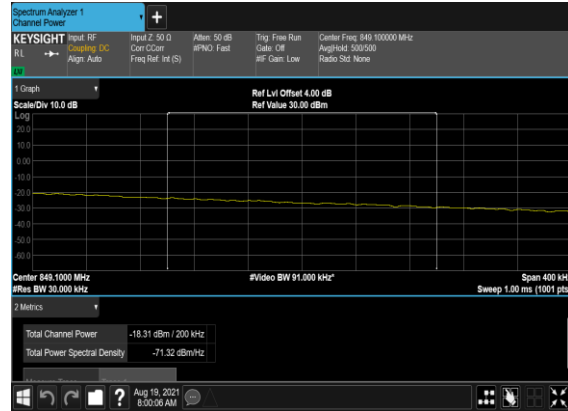 Spectrum Analyzer 1
Channel Power
KEYSIGHT Input: RF Input Z: 50 Ω Atten: 50 dB Trig: Free Run Center Freq: 849.100000 MHz
RL Coupling: DC Corr CCorr #PNO: Fast Gate: Off Avg|Hold: 500/500
Align: Auto Freq Ref: Int (S) #IF Gain: Low Radio Std: None
LW
1 Graph
Ref Lvl Offset 4.00 dB
Scale/Div 10.0 dB Ref Value 30.00 dBm
Log
20.0
10.0
0.00
-10.0
-20.0
-30.0
-40.0
-50.0
-60.0
Center 849.1000 MHz #Video BW 91.000 kHz* Span 400 kH
#Res BW 30.000 kHz Sweep 1.00 ms (1001 pts
2 Metrics
Total Channel Power -18.31 dBm / 200 kHz
Total Power Spectral Density -71.32 dBm/Hz
?
Aug 19, 2021
8:00:06 AM